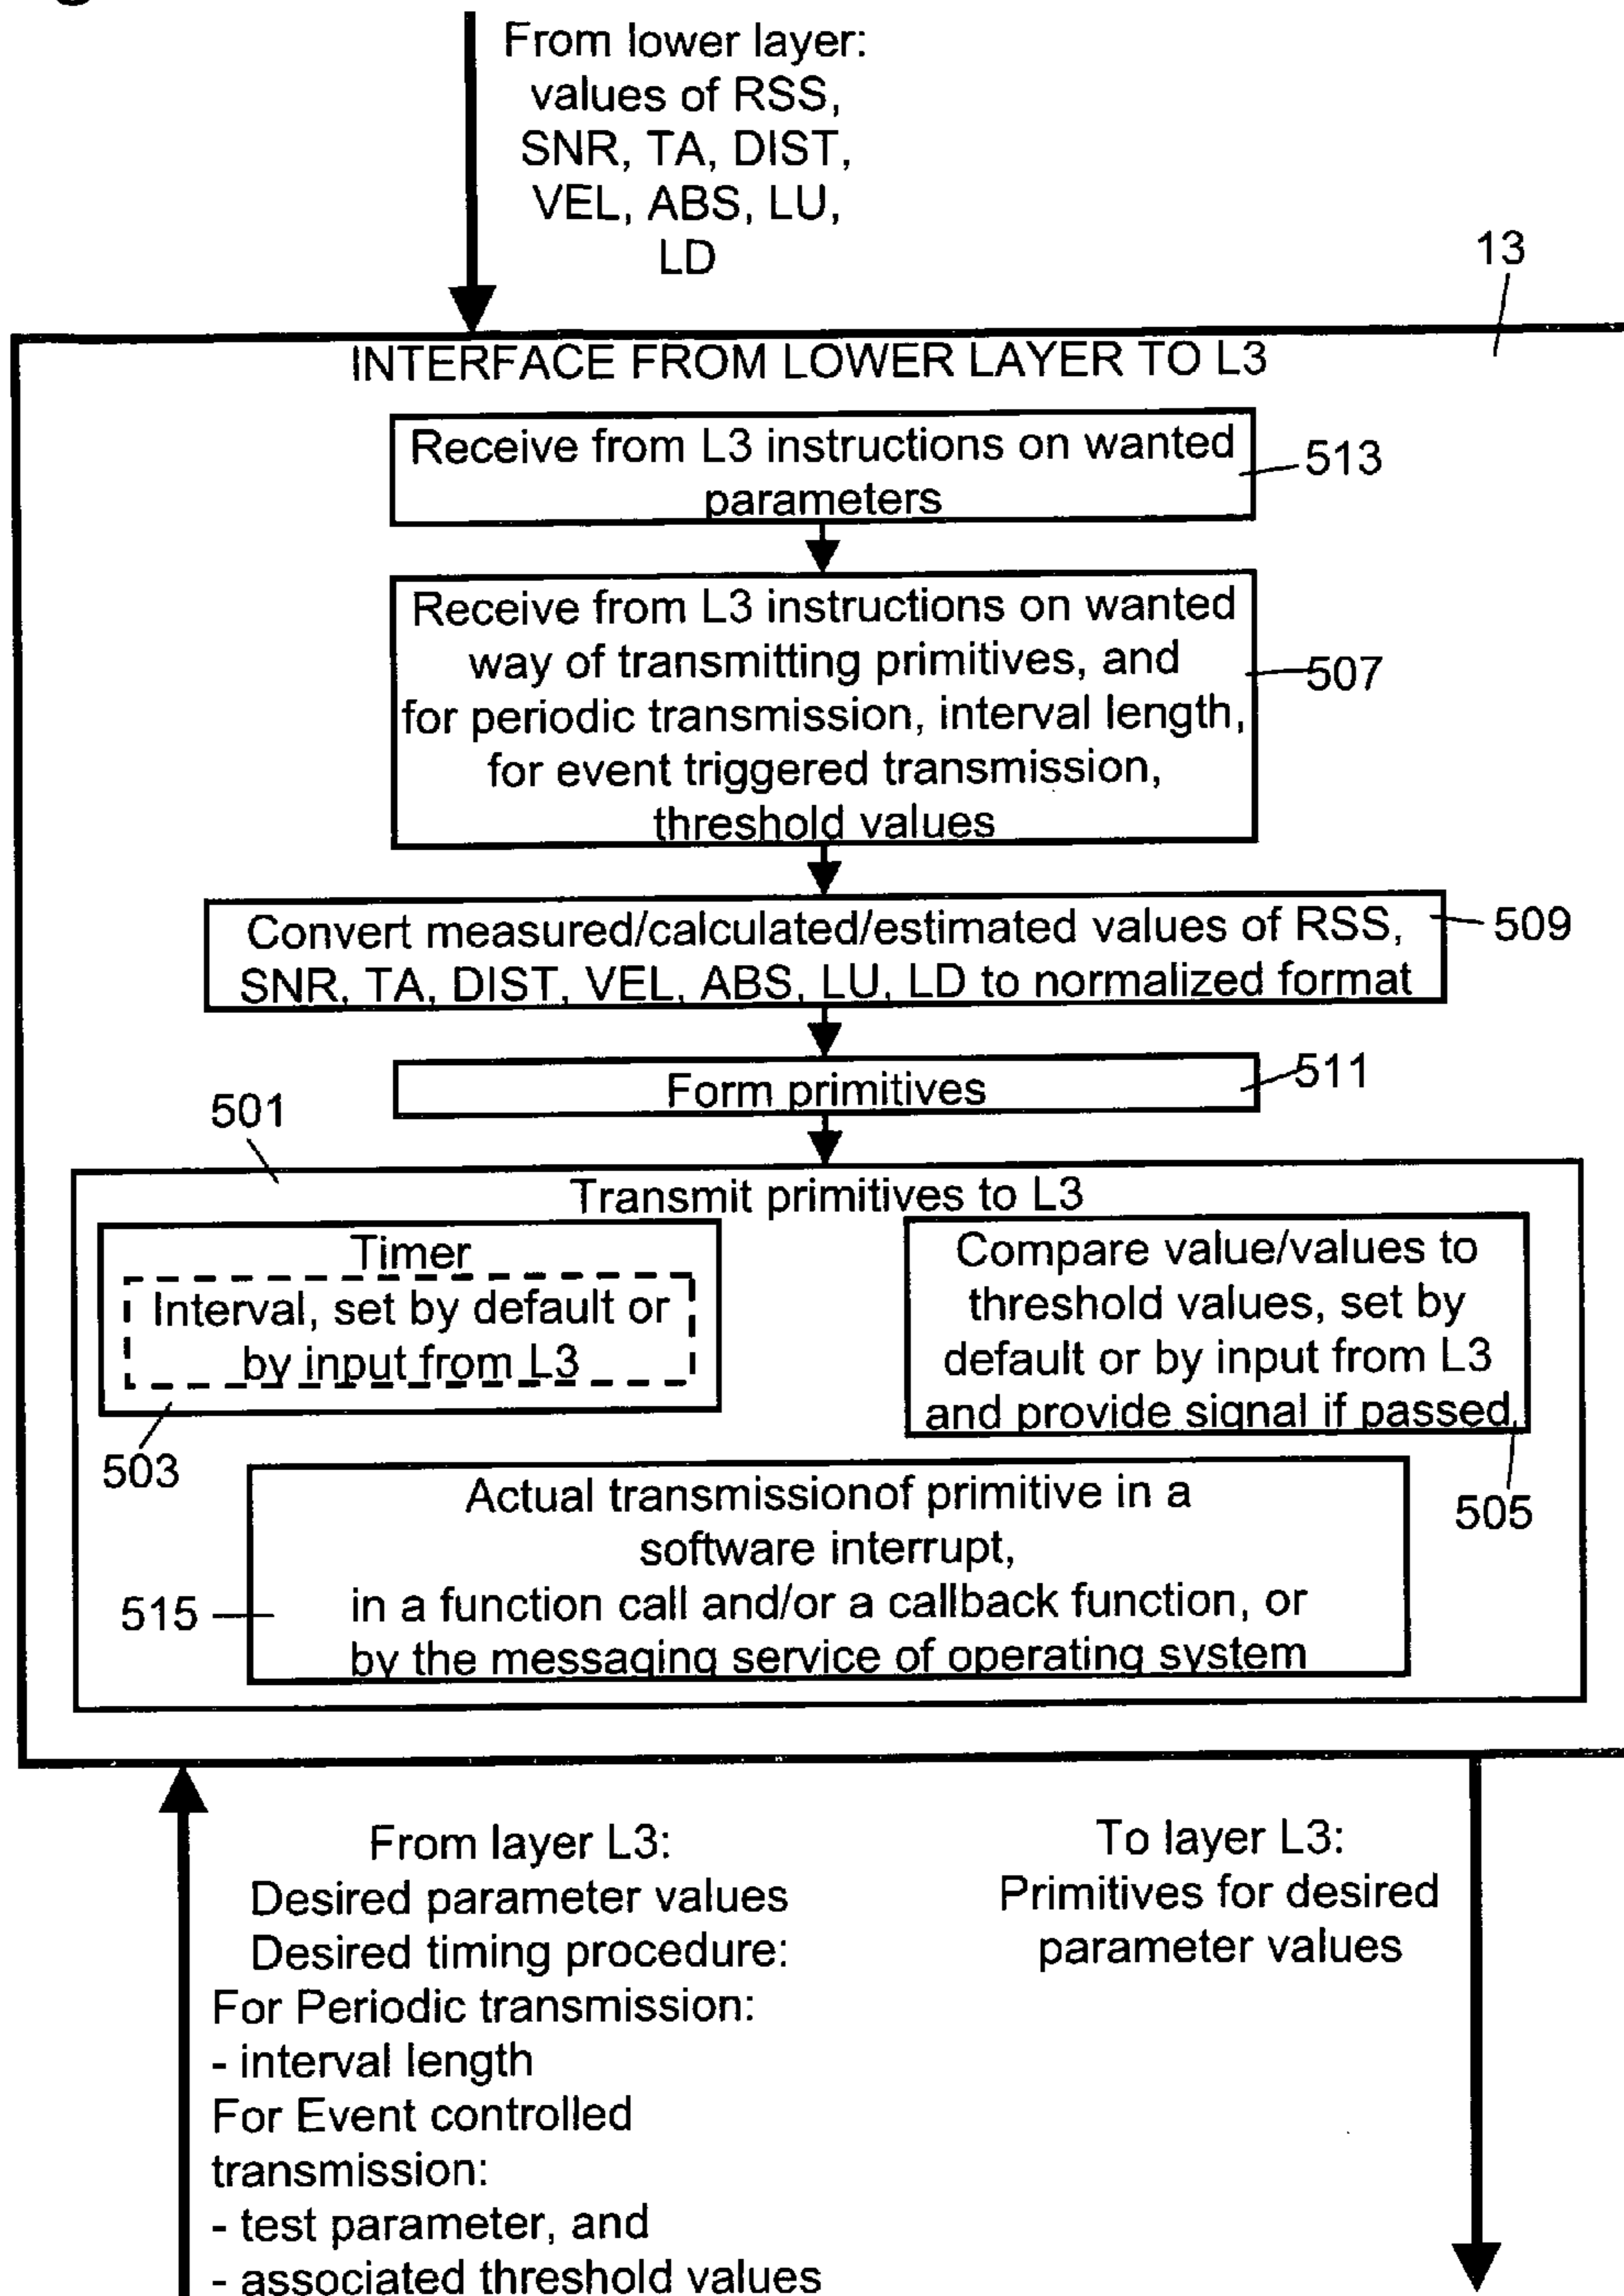 From lower layer:
values of RSS,
SNR, TA, DIST,
VEL, ABS, LU,
LD
13
INTERFACE FROM LOWER LAYER TO L3
Receive from L3 instructions on wanted
parameters
513
Receive from L3 instructions on wanted
way of transmitting primitives, and
for periodic transmission, interval length,
for event triggered transmission,
threshold values
507
Convert measured/calculated/estimated values of RSS,
SNR, TA, DIST, VEL, ABS, LU, LD to normalized format
509
Form primitives
511
501
Transmit primitives to L3
Timer
Interval, set by default or
by input from L3
503
Compare value/values to
threshold values, set by
default or by input from L3
and provide signal if passed
505
Actual transmissionof primitive in a
software interrupt,
in a function call and/or a callback function, or
by the messaging service of operating system
515
From layer L3:
Desired parameter values
Desired timing procedure:
For Periodic transmission:
- interval length
For Event controlled
transmission:
- test parameter, and
- associated threshold values
To layer L3:
Primitives for desired
parameter values